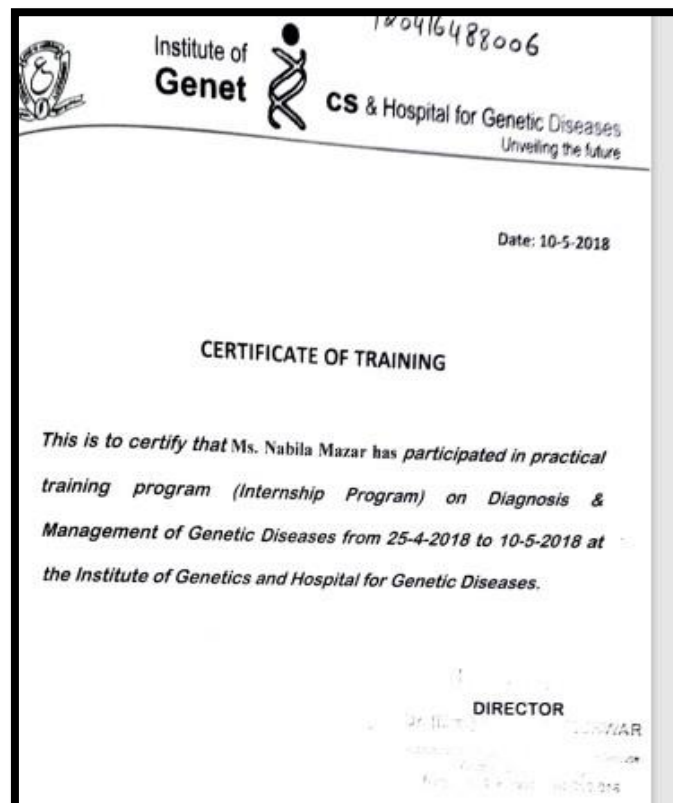 120416488006
Institute of
Genet
CS & Hospital for Genetic Diseases
Unveiling the future
Date: 10-5-2018
CERTIFICATE OF TRAINING
This is to certify that Ms. Nabila Mazar has participated in practical
training program (Internship Program) on Diagnosis &
Management of Genetic Diseases from 25-4-2018 to 10-5-2018 at
the Institute of Genetics and Hospital for Genetic Diseases.
DIRECTOR